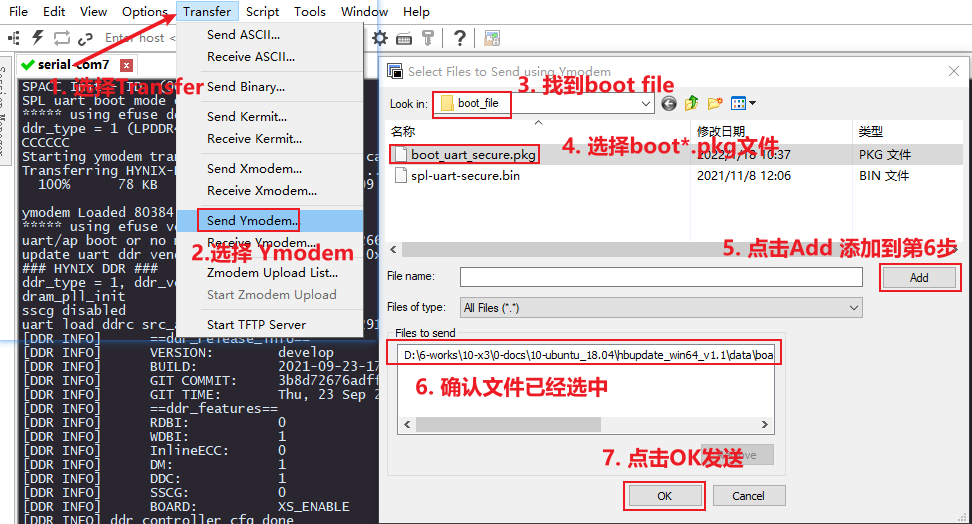 File Edit View Options Transfer Script Tools Window Help
Enter host <
serial-com7
1. 选择Transfer
Send ASCII...
Receive ASCII...
Send Binary...
Send Kermit...
Receive Kermit...
Send Xmodem...
Receive Xmodem...
Send Ymodem...
Receive Ymodem...
2.选择 Ymodem
Zmodem Upload List...
Start Zmodem Upload
Start TFTP Server
SPL uart boot mode
***** using efuse
ddr_type = 1 (LPDDR4
CCCCCC
Starting ymodem
Transferring HYNIX-
100% 78 KB
ymodem Loaded 80384
***** using efuse
uart/ap boot or no
update uart ddr
### HYNIX DDR ###
ddr_type = 1,
dram_pll_init
sscg disabled
uart load ddrc
[DDR INFO] ==ddr_release_info==
[DDR INFO] VERSION: develop
[DDR INFO] BUILD: 2021-09-23-17
[DDR INFO] GIT COMMIT: 3b8d72676adff
[DDR INFO] GIT TIME: Thu, 23 Sep 2
[DDR INFO] ==ddr_features==
[DDR INFO] RDBI: 0
[DDR INFO] WDBI: 1
[DDR INFO] InlineECC: 0
[DDR INFO] DM: 1
[DDR INFO] DDC: 1
[DDR INFO] SSCG: 0
[DDR INFO] BOARD: XS_ENABLE
[DDR INFO] ddr controller cfg done
Select Files to Send using Ymodem
3. 找到boot file
Look in: boot_file
名称 修改日期 类型
boot_uart_secure.pkg 2022/1/18 10:37 PKG 文件
4. 选择boot*.pkg文件
spl-uart-secure.bin 2021/11/8 12:06 BIN 文件
5. 点击Add 添加到第6步
File name: Add
Files of type: All Files (*.*)
Files to send
D:\6-works\10-x3\0-docs\10-ubuntu_18.04\hbupdate_win64_v1.1\data\boa
6. 确认文件已经选中
7. 点击OK发送
OK Cancel